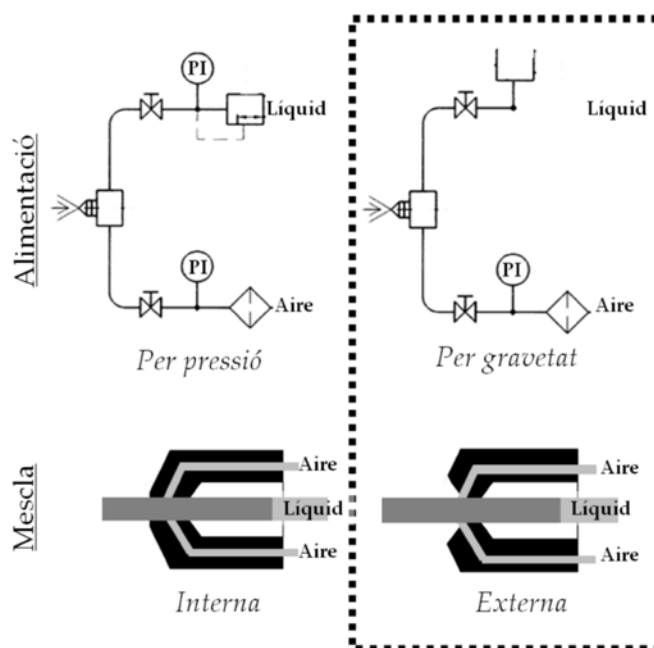 Alimentació
PI
Líquid
PI
Aire
Per pressió
Líquid
PI
Aire
Per gravetat
Mescla
Aire
Líquid
Aire
Interna
Aire
Líquid
Aire
Externa